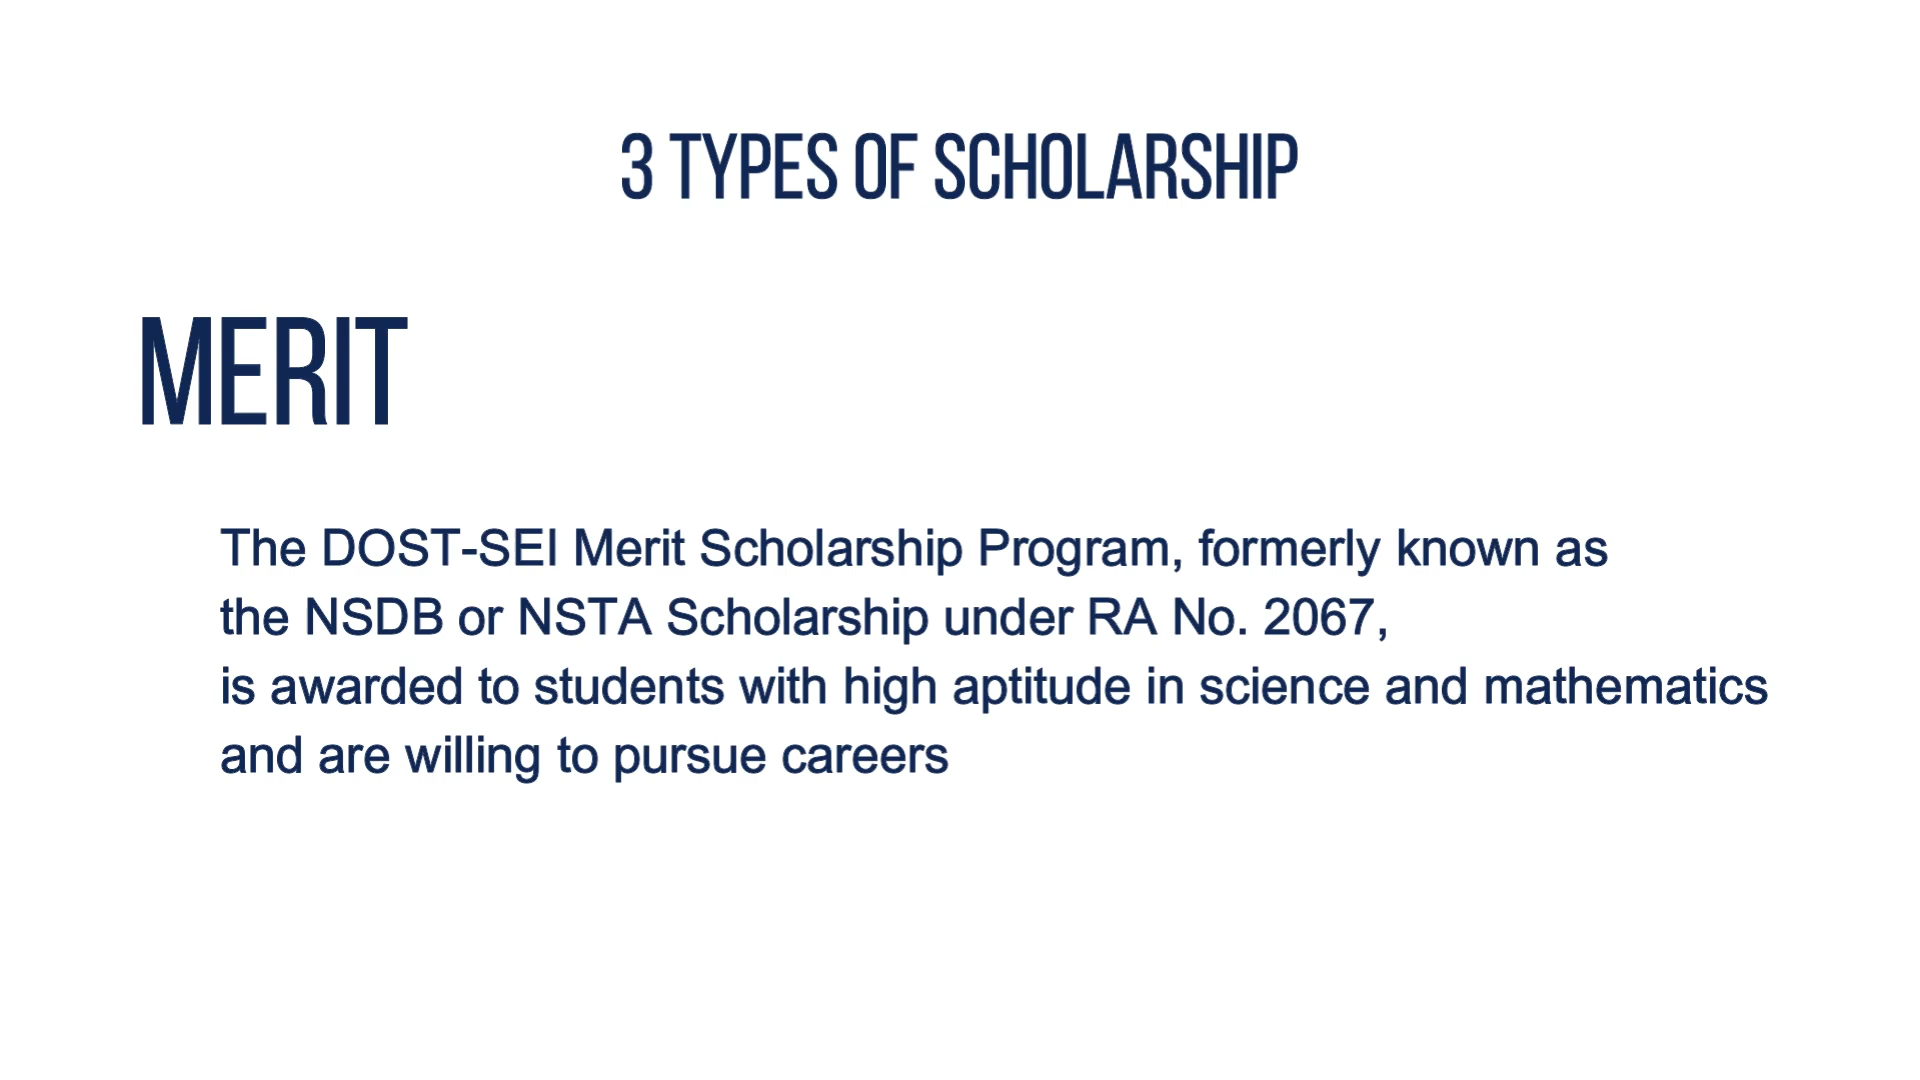 3 TYPES OF SCHOLARSHIP
MERIT
The DOST-SEI Merit Scholarship Program, formerly known as
the NSDB or NSTA Scholarship under RA No. 2067,
is awarded to students with high aptitude in science and mathematics
and are willing to pursue careers